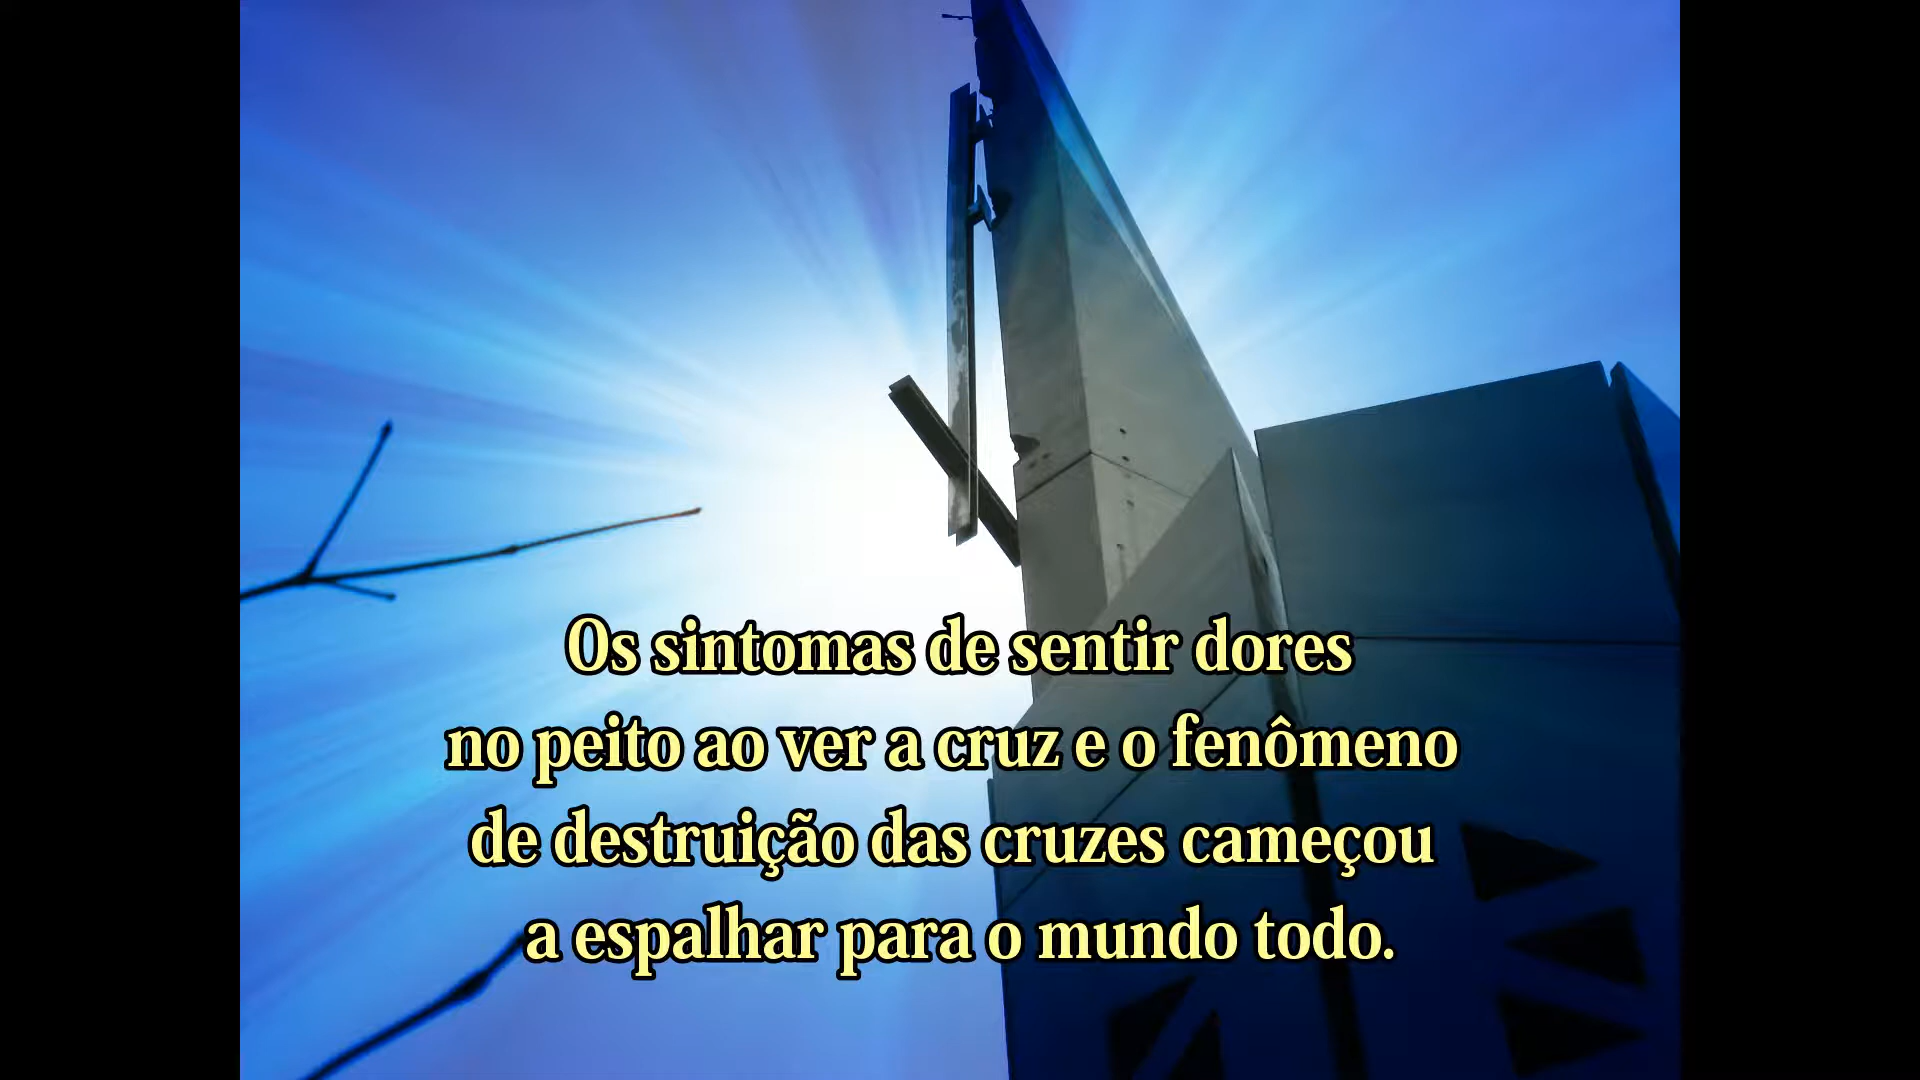 Os sintomas de sentir dores
no peito ao ver a cruz e o fenômeno
de destruição das cruzes cameçou
a espalhar para o mundo todo.